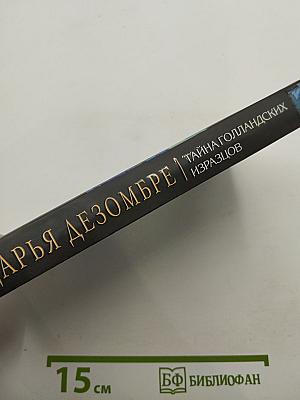 АРЬЯ ДЕЗОМБРЕ
ТАЙНА ГОЛЛАНДСКИХ
ИЗРАЗЦОВ
15 СМ
БФ БИБЛИОФАН